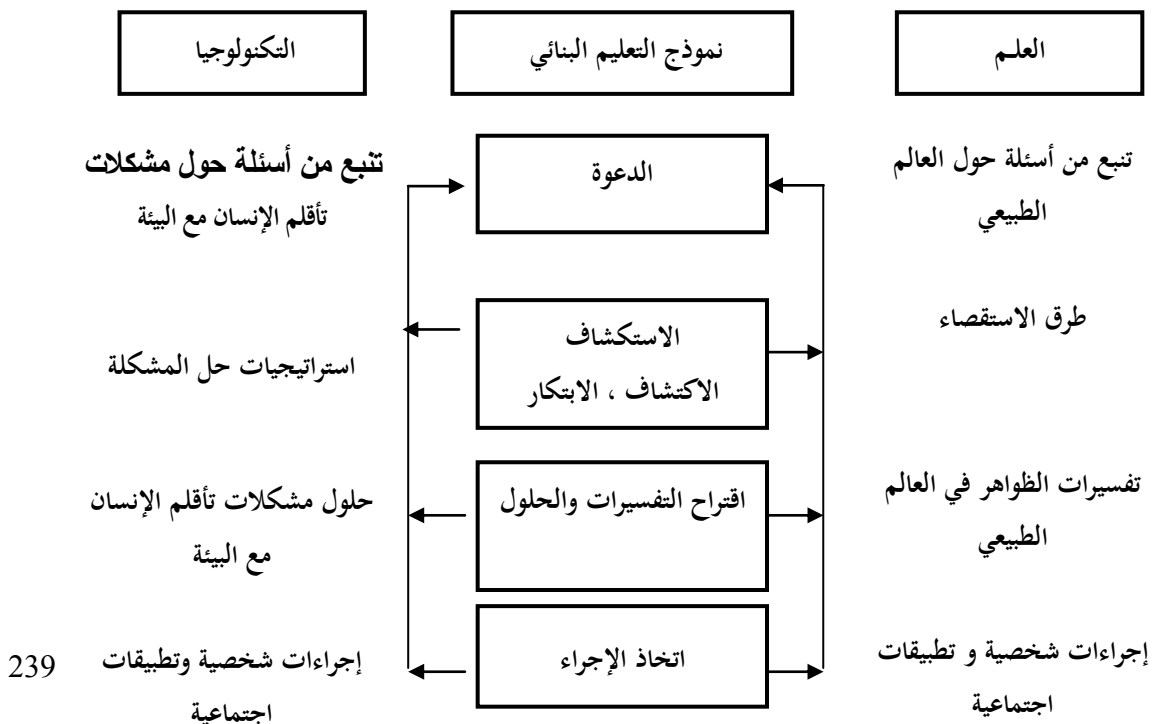 العلـم
نموذج التعليم البنائي
التكنولوجيا
تنبع من أسئلة حول العالم
الطبيعي
الدعوة
تنبع من أسئلة حول مشكلات
تأقلم الإنسان مع البيئة
طرق الاستقصاء
الاستكشاف
الاكتشاف ، الابتكار
استراتيجيات حل المشكلة
تفسيرات الظواهر في العالم
الطبيعي
اقتراح التفسيرات والحلول
حلول مشكلات تأقلم الإنسان
مع البيئة
إجراءات شخصية و تطبيقات
اجتماعية
اتخاذ الإجراء
إجراءات شخصية وتطبيقات
اجتماعية
239